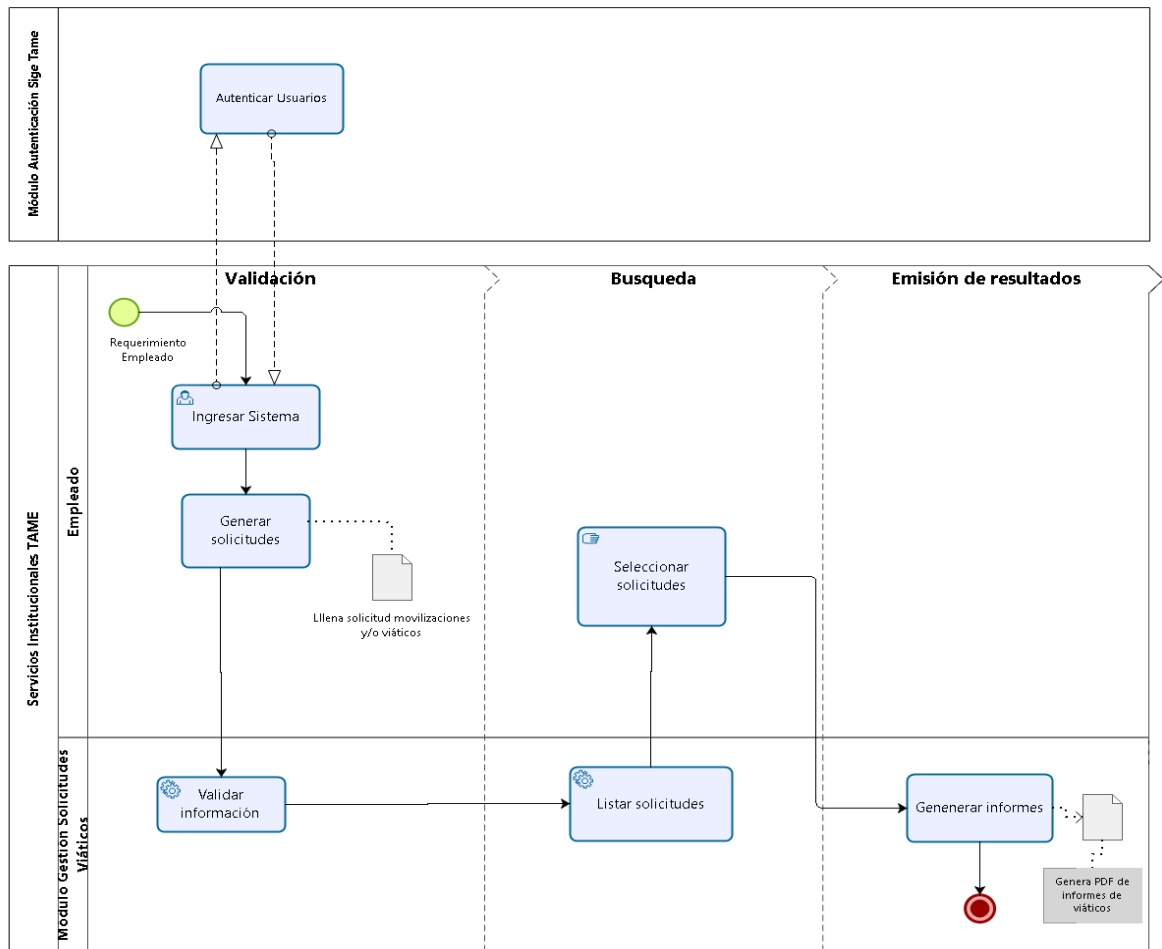 Módulo Autenticación Sige Tame
Autenticar Usuarios
Servicios Institucionales TAME
Empleado
Validación
Busqueda
Emisión de resultados
Requerimiento
Empleado
Ingresar Sistema
Generar
solicitudes
Lllena solicitud movilizaciones
y/o viáticos
Seleccionar
solicitudes
Módulo Gestión Solicitudes
Viáticos
Validar
información
Listar solicitudes
Genenerar informes
Genera PDF de
informes de
viáticos